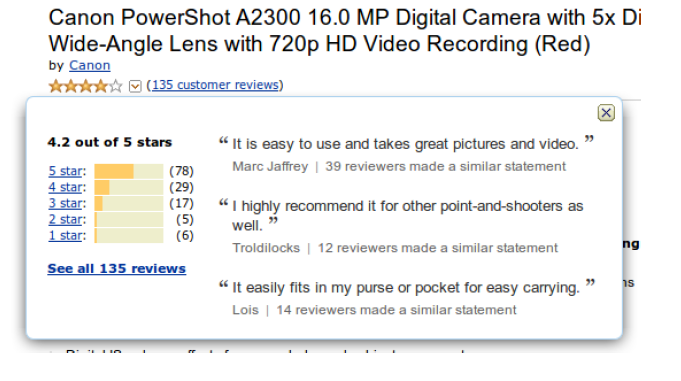 Canon PowerShot A2300 16.0 MP Digital Camera with 5x Di
Wide-Angle Lens with 720p HD Video Recording (Red)
by Canon
(135 customer reviews)
4.2 out of 5 stars
5 star: (78)
4 star: (29)
3 star: (17)
2 star: (5)
1 star: (6)
See all 135 reviews
“ It is easy to use and takes great pictures and video. ”
Marc Jaffrey | 39 reviewers made a similar statement
“ I highly recommend it for other point-and-shooters as
well. ”
Troldilocks | 12 reviewers made a similar statement
“ It easily fits in my purse or pocket for easy carrying. ”
Lois | 14 reviewers made a similar statement
ng